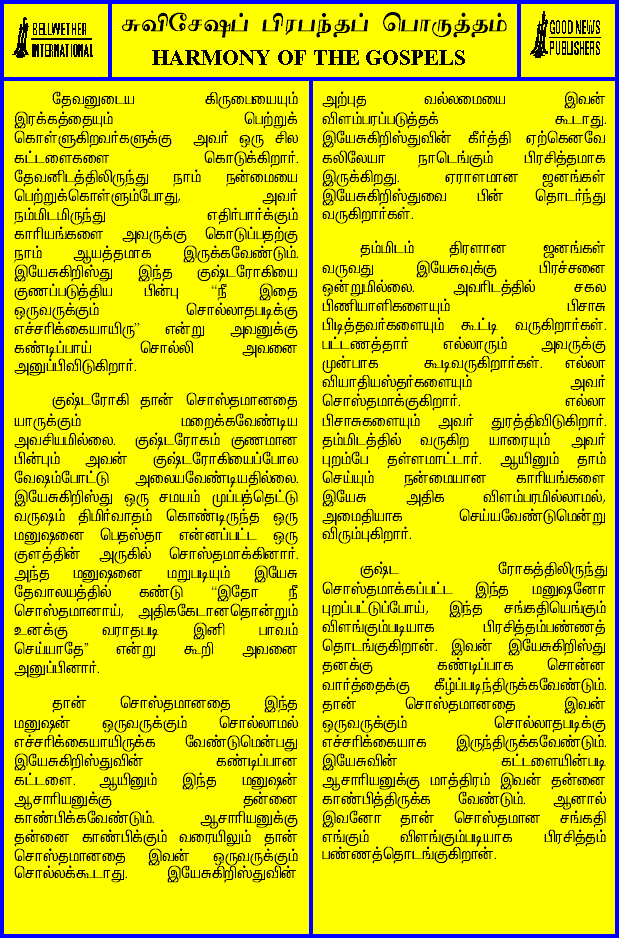 BELLWETHER
INTERNATIONAL
சுவிசேஷப் பிரபந்தப் பொருத்தம்
HARMONY OF THE GOSPELS
GOOD NEWS
PUBLISHERS
தேவனுடைய கிருபையையும்
இரக்கத்தையும் பெற்றுக்
கொள்ளுகிறவர்களுக்கு அவர் ஒரு சில
கட்டளைகளை கொடுக்கிறார்.
தேவனிடத்திலிருந்து நாம் நன்மையை
பெற்றுக்கொள்ளும்போது, அவர்
நம்மிடமிருந்து எதிர்பார்க்கும்
காரியங்களை அவருக்கு கொடுப்பதற்கு
நாம் ஆயத்தமாக இருக்கவேண்டும்.
இயேசுகிறிஸ்து இந்த குஷ்டரோகியை
குணப்படுத்திய பின்பு “நீ இதை
ஒருவருக்கும் சொல்லாதபடிக்கு
எச்சரிக்கையாயிரு” என்று அவனுக்கு
கண்டிப்பாய் சொல்லி அவனை
அனுப்பிவிடுகிறார்.
குஷ்டரோகி தான் சொஸ்தமானதை
யாருக்கும் மறைக்கவேண்டிய
அவசியமில்லை. குஷ்டரோகம் குணமான
பின்பும் அவன் குஷ்டரோகியைப்போல
வேஷம்போட்டு அலையவேண்டியதில்லை.
இயேசுகிறிஸ்து ஒரு சமயம் முப்பத்தெட்டு
வருஷம் திமிர்வாதம் கொண்டிருந்த ஒரு
மனுஷனை பெதஸ்தா என்னப்பட்ட ஒரு
குளத்தின் அருகில் சொஸ்தமாக்கினார்.
அந்த மனுஷனை மறுபடியும் இயேசு
தேவாலயத்தில் கண்டு “இதோ நீ
சொஸ்தமானாய், அதிககேடானதொன்றும்
உனக்கு வராதபடி இனி பாவம்
செய்யாதே” என்று கூறி அவனை
அனுப்பினார்.
தான் சொஸ்தமானதை இந்த
மனுஷன் ஒருவருக்கும் சொல்லாமல்
எச்சரிக்கையாயிருக்க வேண்டுமென்பது
இயேசுகிறிஸ்துவின் கண்டிப்பான
கட்டளை. ஆயினும் இந்த மனுஷன்
ஆசாரியனுக்கு தன்னை
காண்பிக்கவேண்டும். ஆசாரியனுக்கு
தன்னை காண்பிக்கும் வரையிலும் தான்
சொஸ்தமானதை இவன் ஒருவருக்கும்
சொல்லக்கூடாது. இயேசுகிறிஸ்துவின்
அற்புத வல்லமையை இவன்
விளம்பரப்படுத்தக் கூடாது.
இயேசுகிறிஸ்துவின் கீர்த்தி ஏற்கெனவே
கலிலேயா நாடெங்கும் பிரசித்தமாக
இருக்கிறது. ஏராளமான ஜனங்கள்
இயேசுகிறிஸ்துவை பின் தொடர்ந்து
வருகிறார்கள்.
தம்மிடம் திரளான ஜனங்கள்
வருவது இயேசுவுக்கு பிரச்சனை
ஒன்றுமில்லை. அவரிடத்தில் சகல
பிணியாளிகளையும் பிசாசு
பிடித்தவர்களையும் கூட்டி வருகிறார்கள்.
பட்டணத்தார் எல்லாரும் அவருக்கு
முன்பாக கூடிவருகிறார்கள். எல்லா
வியாதியஸ்தர்களையும் அவர்
சொஸ்தமாக்குகிறார். எல்லா
பிசாசுகளையும் அவர் துரத்திவிடுகிறார்.
தம்மிடத்தில் வருகிற யாரையும் அவர்
புறம்பே தள்ளமாட்டார். ஆயினும் தாம்
செய்யும் நன்மையான காரியங்களை
இயேசு அதிக விளம்பரமில்லாமல்,
அமைதியாக செய்யவேண்டுமென்று
விரும்புகிறார்.
குஷ்ட ரோகத்திலிருந்து
சொஸ்தமாக்கப்பட்ட இந்த மனுஷனோ
புறப்பட்டுப்போய், இந்த சங்கதியெங்கும்
விளங்கும்படியாக பிரசித்தம்பண்ணத்
தொடங்குகிறான். இவன் இயேசுகிறிஸ்து
தனக்கு கண்டிப்பாக சொன்ன
வார்த்தைக்கு கீழ்ப்படிந்திருக்கவேண்டும்.
தான் சொஸ்தமானதை இவன்
ஒருவருக்கும் சொல்லாதபடிக்கு
எச்சரிக்கையாக இருந்திருக்கவேண்டும்.
இயேசுவின் கட்டளையின்படி
ஆசாரியனுக்கு மாத்திரம் இவன் தன்னை
காண்பித்திருக்க வேண்டும். ஆனால்
இவனோ தான் சொஸ்தமான சங்கதி
எங்கும் விளங்கும்படியாக பிரசித்தம்
பண்ணத்தொடங்குகிறான்.